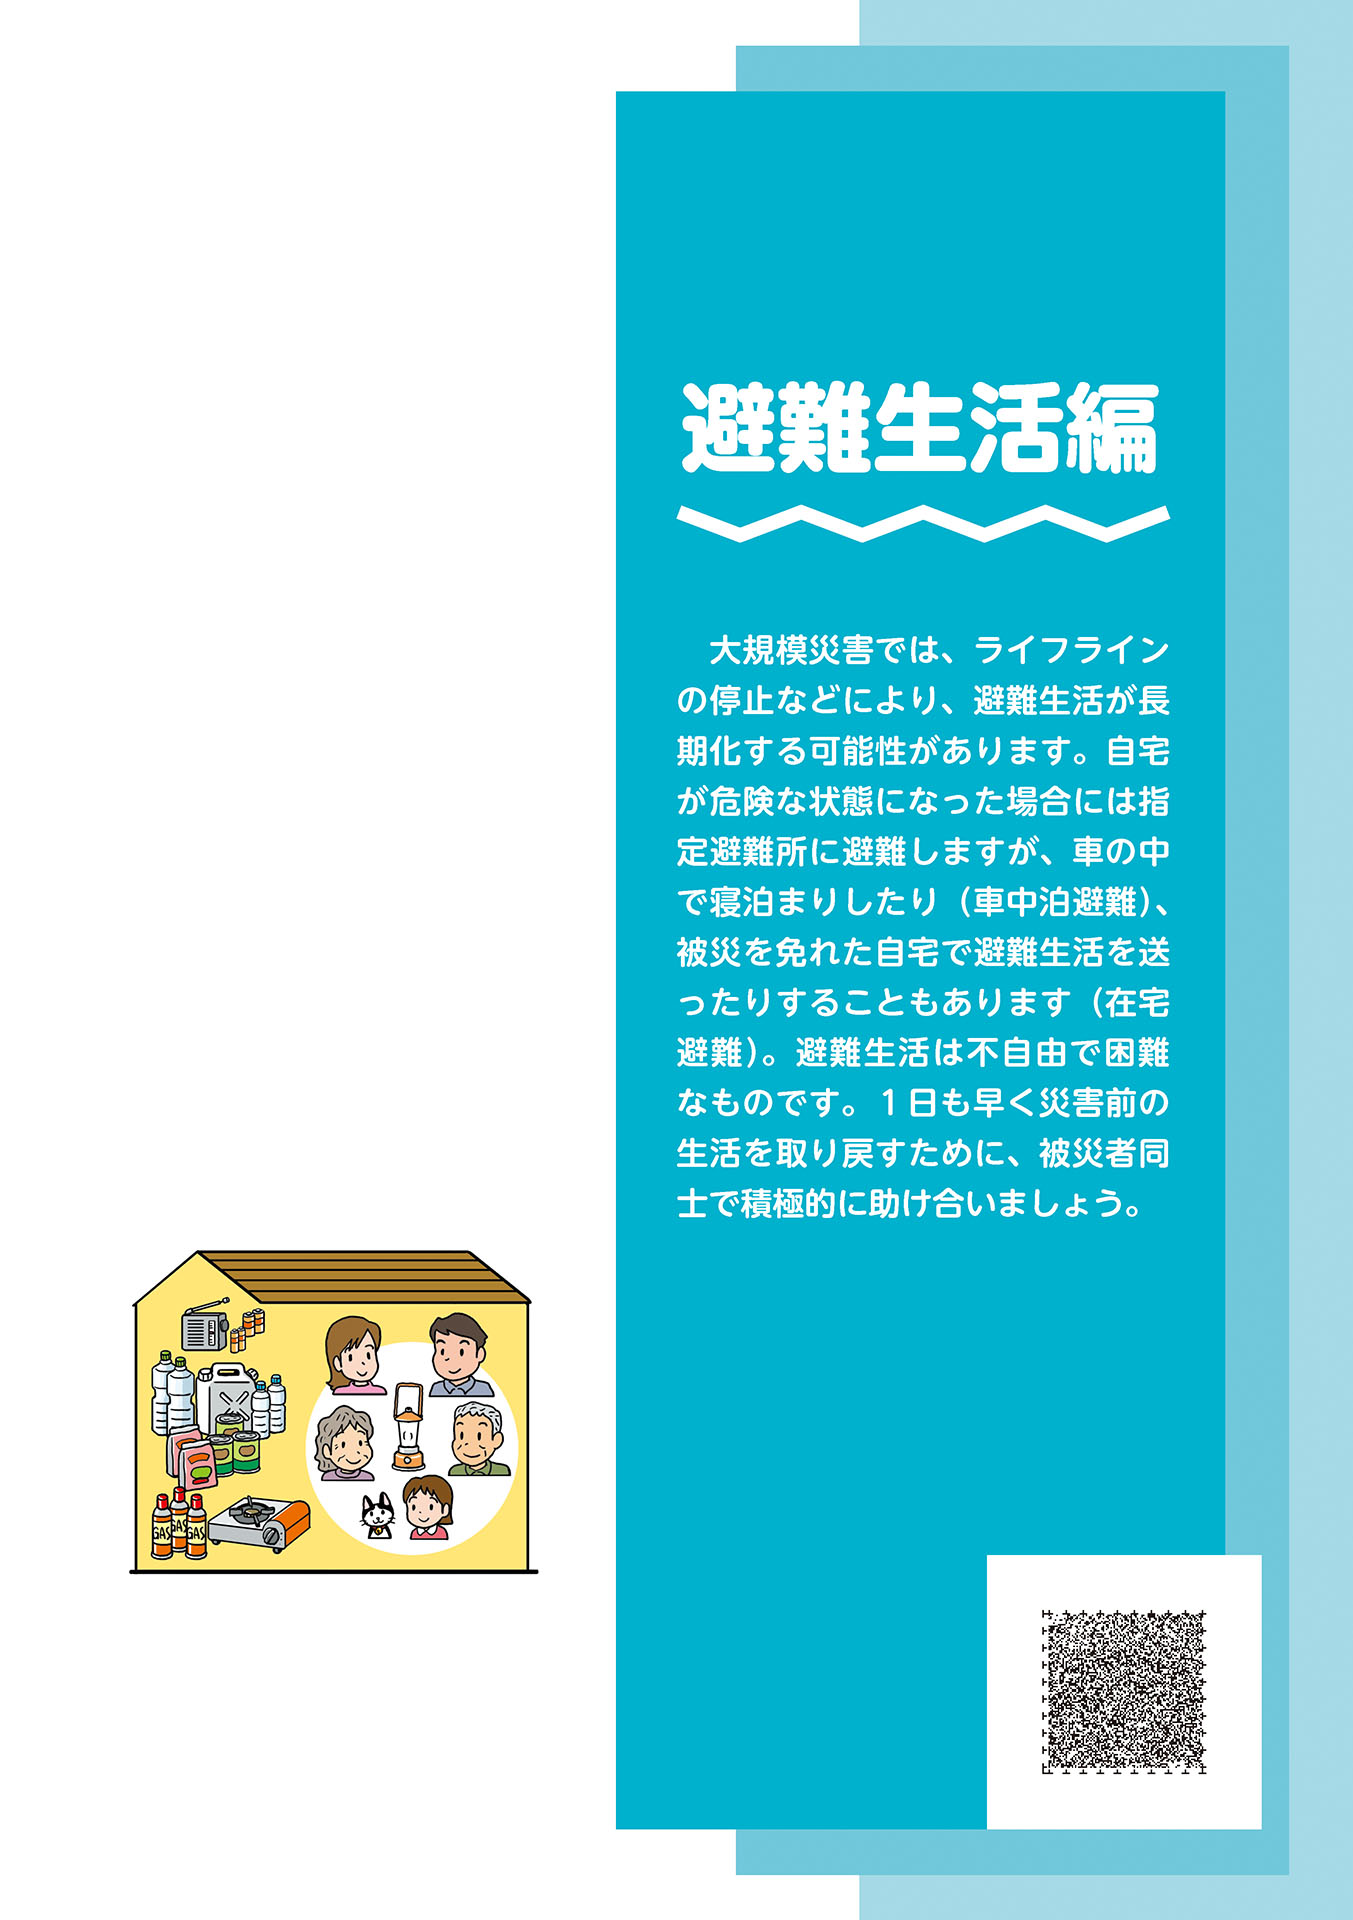 避難生活編
　大規模災害では、ライフライン
の停止などにより、避難生活が長
期化する可能性があります。自宅
が危険な状態になった場合には指
定避難所に避難しますが、車の中
で寝泊まりしたり（車中泊避難）、
被災を免れた自宅で避難生活を送
ったりすることもあります（在宅
避難）。避難生活は不自由で困難
なものです。１日も早く災害前の
生活を取り戻すために、被災者同
士で積極的に助け合いましょう。
GAS
GAS
GAS